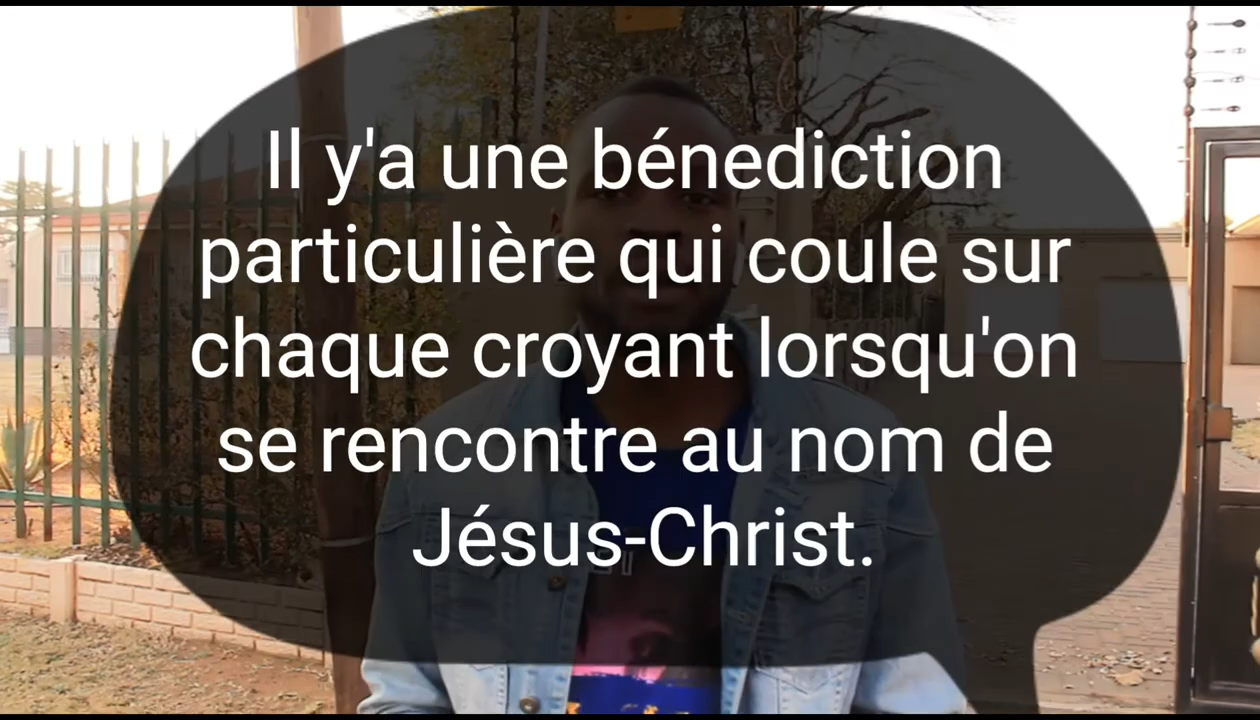 Il y'a une bénediction
particulière qui coule sur
chaque croyant lorsqu'on
se rencontre au nom de
Jésus-Christ.